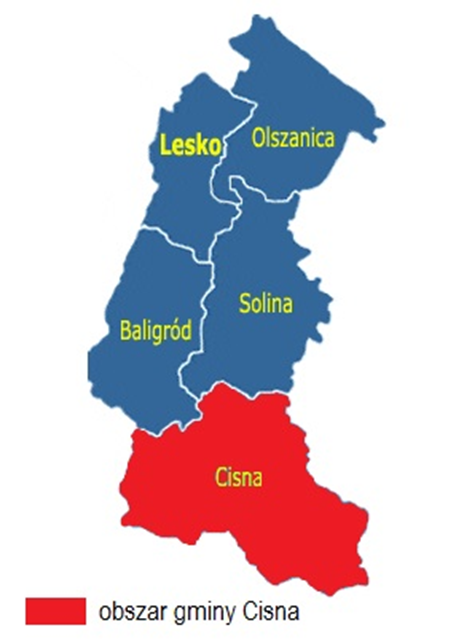 Olszanica
Lesko
Solina
Baligród
Cisna
obszar gminy Cisna